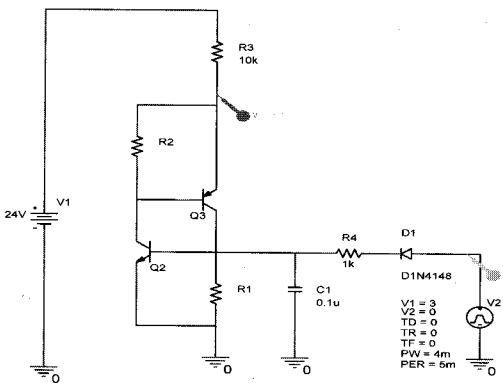 R3
10k
V
R2
V1
24V
Q3
Q2
R1
R4
1k
D1
D1N4148
C1
0.1u
V2
V1 = 3
V2 = 0
TD = 0
TR = 0
TF = 0
PW = 4m
PER = 5m
0
0
0
0